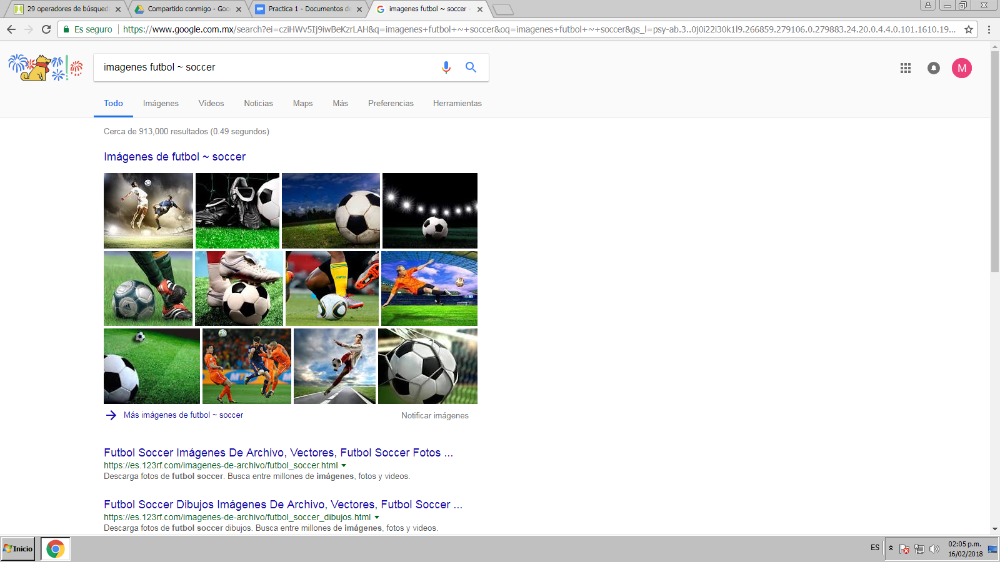 29 operadores de búsqued
Compartido conmigo - Goo
Practica 1 - Documentos de
imagenes futbol ~ soccer -
Es seguro
https://www.google.com.mx/search?ei=cziHWv5Ij9iwBeKzrLAH&q=imagenes+futbol+~+soccer&oq=imagenes+futbol+~+soccer&gs_l=psy-ab.3..0j0i22i30k1l9.266859.279106.0.279883.24.20.0.4.4.0.101.1610.19...
imagenes futbol ~ soccer
M
Todo
Imágenes
Vídeos
Noticias
Maps
Más
Preferencias
Herramientas
Cerca de 913,000 resultados (0.49 segundos)
Imágenes de futbol ~ soccer
Más imágenes de futbol ~ soccer
Notificar imágenes
Futbol Soccer Imágenes De Archivo, Vectores, Futbol Soccer Fotos ...
https://es.123rf.com/imagenes-de-archivo/futbol_soccer.html
Descarga fotos de futbol soccer. Busca entre millones de imágenes, fotos y videos.
Futbol Soccer Dibujos Imágenes De Archivo, Vectores, Futbol Soccer ...
https://es.123rf.com/imagenes-de-archivo/futbol_soccer_dibujos.html
Descarga fotos de futbol soccer dibujos. Busca entre millones de imágenes, fotos y videos.
Inicio
ES
02:05 p.m.
16/02/2018